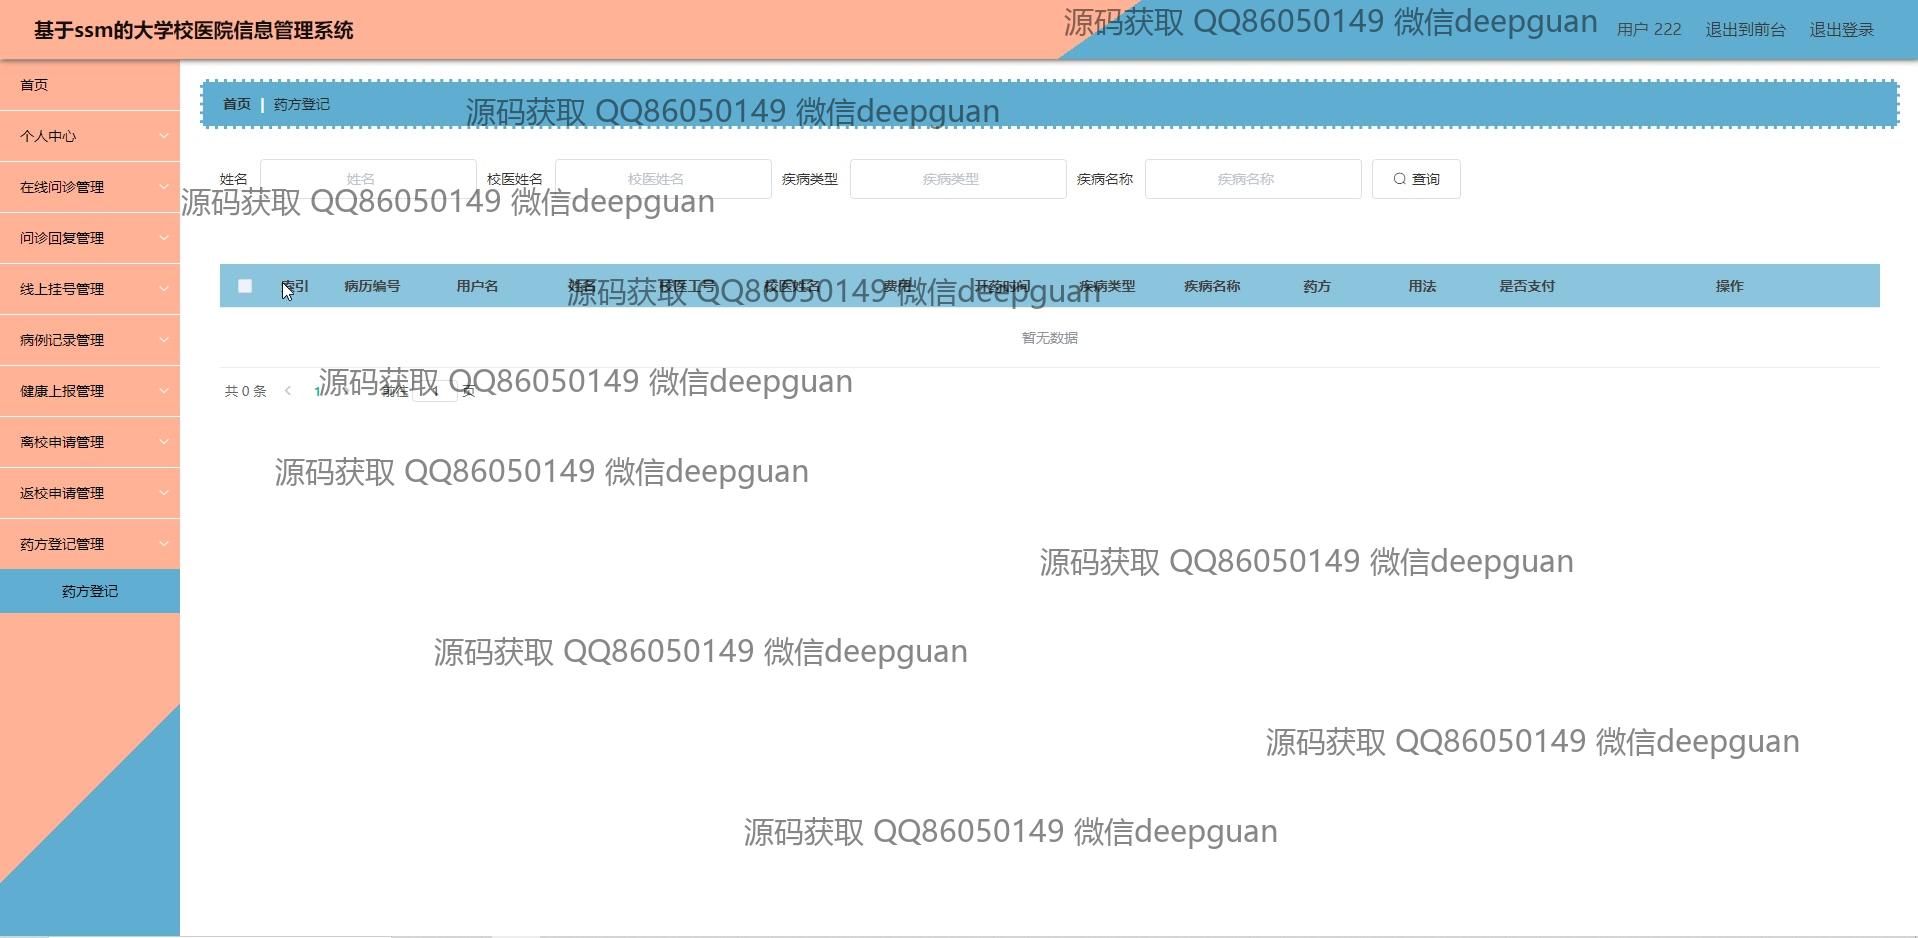 基于ssm的大学校医院信息管理系统
源码获取 QQ86050149 微信deepguan
用户 222 退出到前台 退出登录
首页
个人中心
在线问诊管理
问诊回复管理
线上挂号管理
病例记录管理
健康上报管理
离校申请管理
返校申请管理
药方登记管理
药方登记
首页 | 药方登记
源码获取 QQ86050149 微信deepguan
姓名 姓名 校医姓名 校医姓名 疾病类型 疾病类型 疾病名称 疾病名称 查询
源码获取 QQ86050149 微信deepguan
索引 病历编号 用户名 姓名 校医工号 校医姓名 费用 开药时间 疾病类型 疾病名称 药方 用法 是否支付 操作
源码获取 QQ86050149 微信deepguan
暂无数据
共 0 条 1 前往 1 页
源码获取 QQ86050149 微信deepguan
源码获取 QQ86050149 微信deepguan
源码获取 QQ86050149 微信deepguan
源码获取 QQ86050149 微信deepguan
源码获取 QQ86050149 微信deepguan
源码获取 QQ86050149 微信deepguan